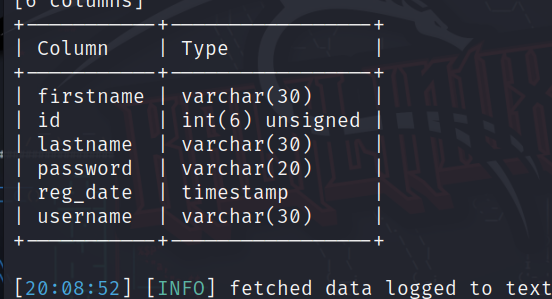 [6 columns]
+-----------+-----------------+
| Column    | Type            |
+-----------+-----------------+
| firstname | varchar(30)     |
| id        | int(6) unsigned |
| lastname  | varchar(30)     |
| password  | varchar(20)     |
| reg_date  | timestamp       |
| username  | varchar(30)     |
+-----------+-----------------+
[20:08:52] [INFO] fetched data logged to text